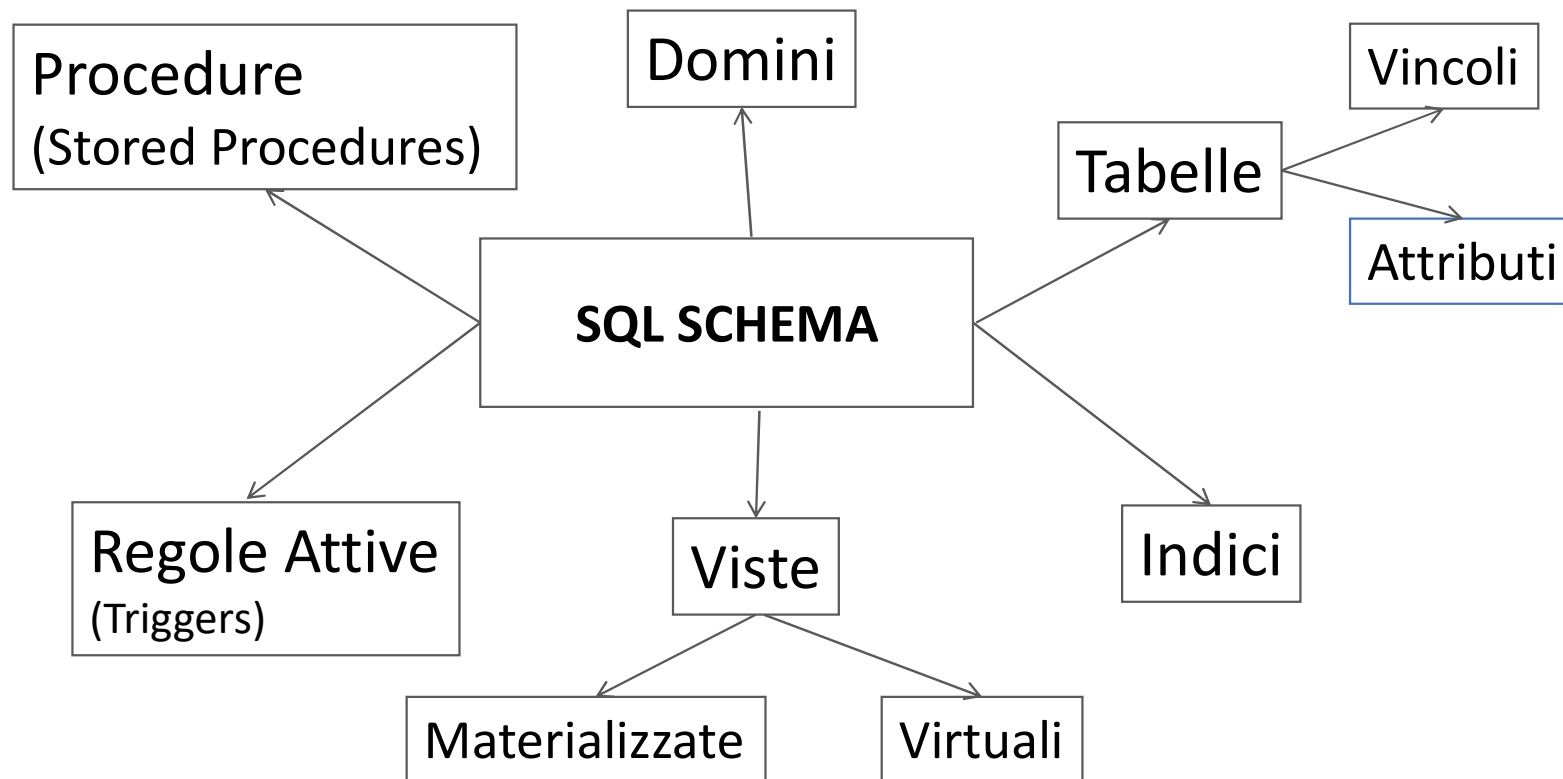 Procedure
(Stored Procedures)
Domini
Vincoli
Tabelle
Attributi
SQL SCHEMA
Regole Attive
(Triggers)
Viste
Indici
Materializzate
Virtuali